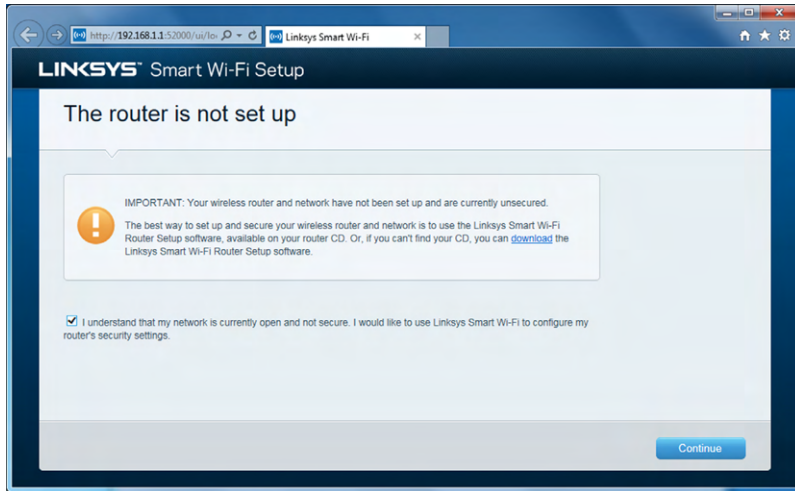 http://192.168.1.1:52000/ui/lo
Linksys Smart Wi-Fi
LINKSYS™ Smart Wi-Fi Setup
The router is not set up
IMPORTANT: Your wireless router and network have not been set up and are currently unsecured.
The best way to set up and secure your wireless router and network is to use the Linksys Smart Wi-Fi
Router Setup software, available on your router CD. Or, if you can't find your CD, you can download the
Linksys Smart Wi-Fi Router Setup software.
I understand that my network is currently open and not secure. I would like to use Linksys Smart Wi-Fi to configure my
router's security settings.
Continue